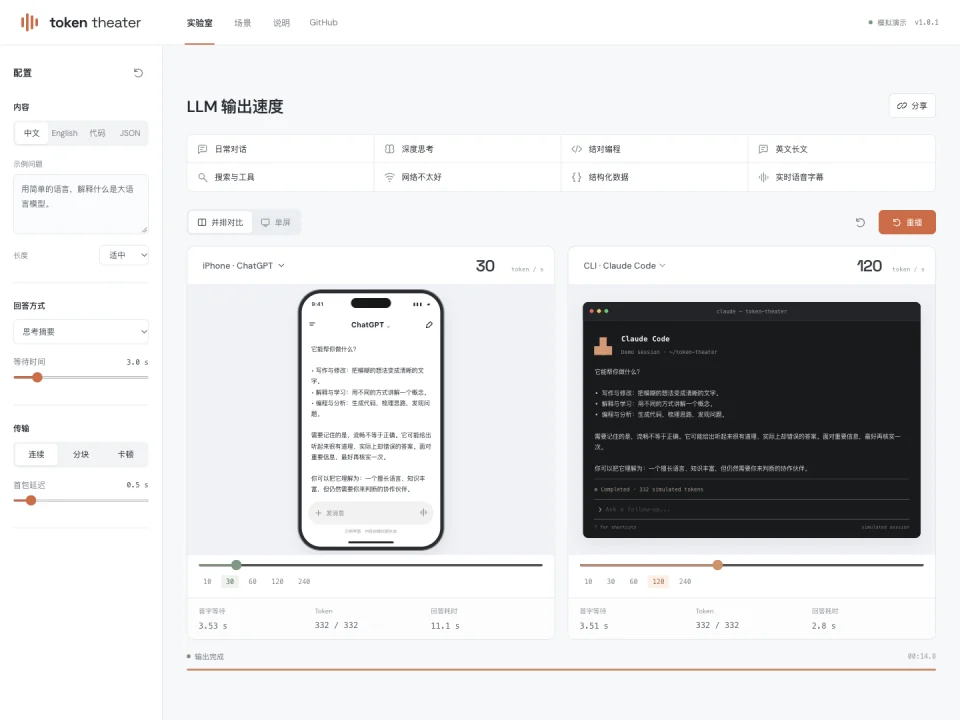 token theater
实验室
场景
说明
GitHub
模拟演示 v1.0.1
配置
内容
中文 English 代码 JSON
示例问题
用简单的语言，解释什么是大语
言模型。
长度 适中
回答方式
思考摘要
等待时间 3.0 s
传输
连续 分块 卡顿
首包延迟 0.5 s
LLM 输出速度
分享
日常对话 深度思考 结对编程 英文长文
搜索与工具 网络不太好 结构化数据 实时语音字幕
并排对比 单屏
重播
iPhone · ChatGPT 30 token / s
9:41
ChatGPT
它能帮你做什么？
• 写作与修改：把模糊的想法变成清晰的文
字。
• 解释与学习：用不同的方式讲解一个概念。
• 编程与分析：生成代码、梳理思路、发现问
题。
需要记住的是，流畅不等于正确。它可能给出
听起来很有道理、实际上却错误的答案。面对
重要信息，最好再核实一次。
你可以把它理解为：一个擅长语言、知识丰
富，但仍然需要你来判断的协作伙伴。
发消息
10 30 60 120 240
首字等待 Token 回答耗时
3.53 s 332 / 332 11.1 s
CLI · Claude Code 120 token / s
claude — token-theater
Claude Code
Demo session · ~/token-theater
它能帮你做什么？
• 写作与修改：把模糊的想法变成清晰的文字。
• 解释与学习：用不同的方式讲解一个概念。
• 编程与分析：生成代码、梳理思路、发现问题。
需要记住的是，流畅不等于正确。它可能给出听起来很有道理、实际上却错误的答案。面对重要信息，最好再核实一
次。
你可以把它理解为：一个擅长语言、知识丰富，但仍然需要你来判断的协作伙伴。
Completed · 332 simulated tokens
❯ Ask a follow-up...
? for shortcuts simulated session
10 30 60 120 240
首字等待 Token 回答耗时
3.51 s 332 / 332 2.8 s
输出完成 00:14.8